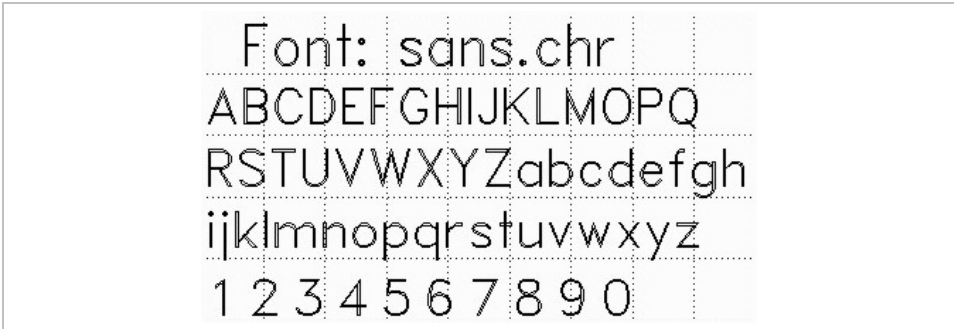 Font: sans.chr
ABCDEFGHIJKLMOPQ
RSTUVWXYZabcdefgh
ijklmnopqrstuvwxyz
1234567890